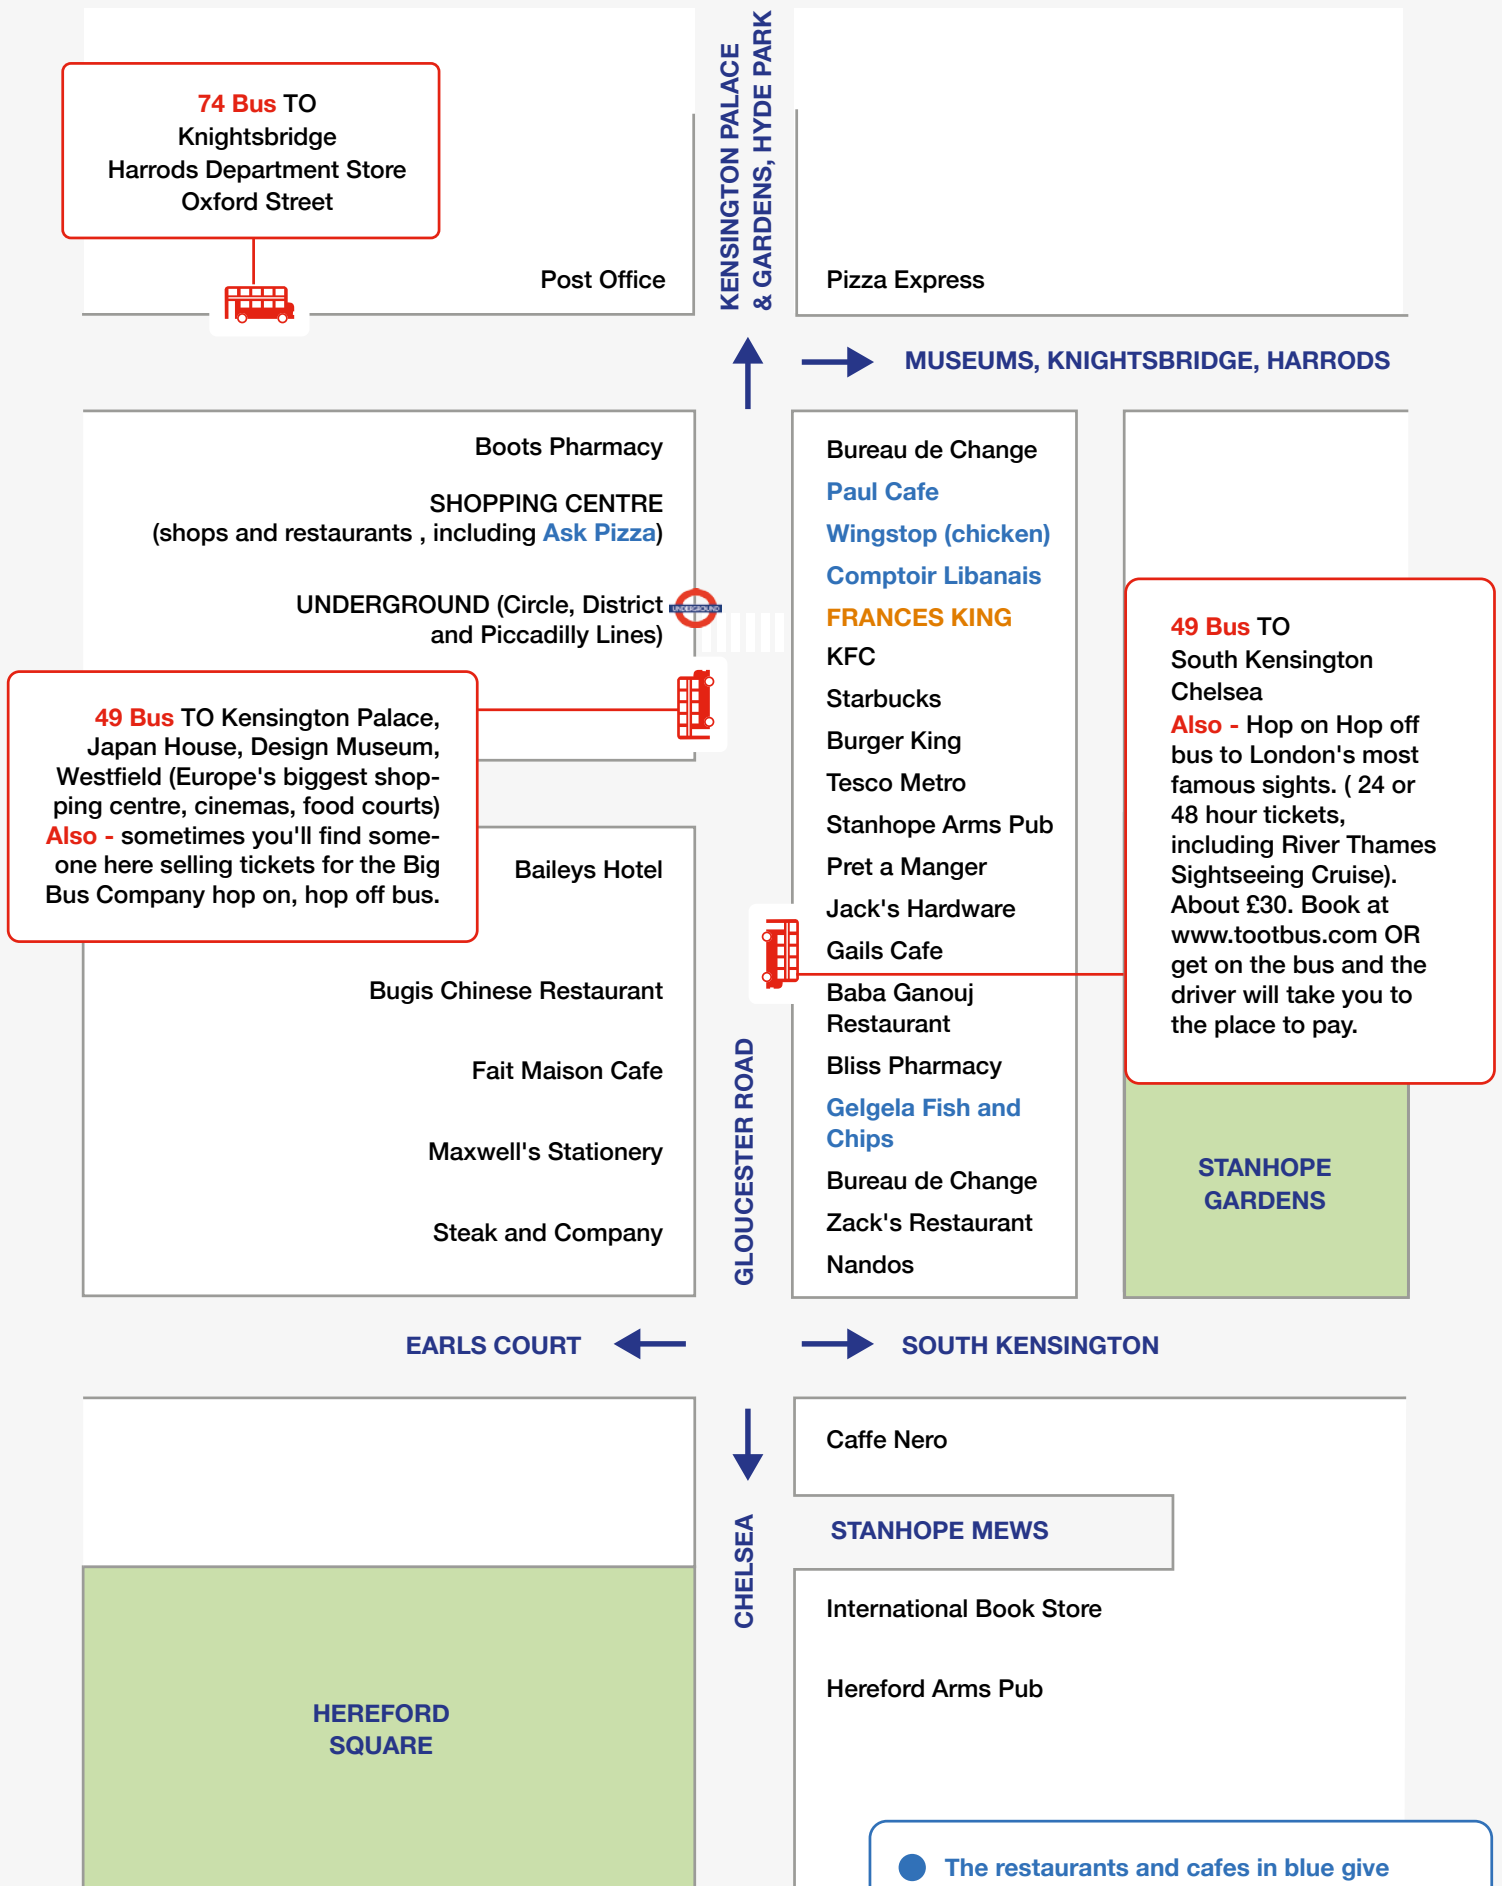 KENSINGTON PALACE
& GARDENS, HYDE PARK
74 Bus TO
Knightsbridge
Harrods Department Store
Oxford Street
Post Office
Pizza Express
MUSEUMS, KNIGHTSBRIDGE, HARRODS
Boots Pharmacy
SHOPPING CENTRE
(shops and restaurants , including Ask Pizza)
UNDERGROUND (Circle, District
and Piccadilly Lines)
UNDERGROUND
49 Bus TO Kensington Palace,
Japan House, Design Museum,
Westfield (Europe's biggest shop-
ping centre, cinemas, food courts)
Also - sometimes you'll find some-
one here selling tickets for the Big
Bus Company hop on, hop off bus.
Baileys Hotel
Bugis Chinese Restaurant
Fait Maison Cafe
Maxwell's Stationery
Steak and Company
GLOUCESTER ROAD
Bureau de Change
Paul Cafe
Wingstop (chicken)
Comptoir Libanais
FRANCES KING
KFC
Starbucks
Burger King
Tesco Metro
Stanhope Arms Pub
Pret a Manger
Jack's Hardware
Gails Cafe
Baba Ganouj
Restaurant
Bliss Pharmacy
Gelgela Fish and
Chips
Bureau de Change
Zack's Restaurant
Nandos
49 Bus TO
South Kensington
Chelsea
Also - Hop on Hop off
bus to London's most
famous sights. ( 24 or
48 hour tickets,
including River Thames
Sightseeing Cruise).
About £30. Book at
www.tootbus.com OR
get on the bus and the
driver will take you to
the place to pay.
STANHOPE
GARDENS
EARLS COURT
SOUTH KENSINGTON
CHELSEA
Caffe Nero
STANHOPE MEWS
International Book Store
Hereford Arms Pub
HEREFORD
SQUARE
The restaurants and cafes in blue give